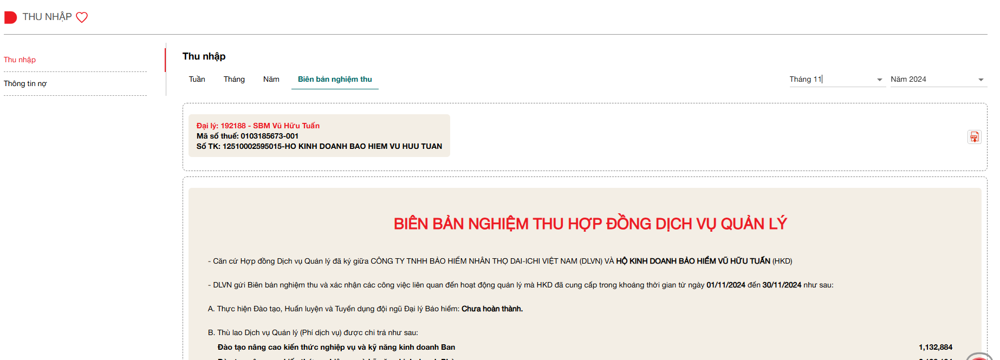 THU NHẬP
Thu nhập
Thông tin nợ
Thu nhập
Tuần Tháng Năm Biên bản nghiệm thu Tháng 11 Năm 2024
Đại lý: 192188 - SBM Vũ Hữu Tuấn
Mã số thuế: 0103185673-001
Số TK: 12510002595015-HO KINH DOANH BAO HIEM VU HUU TUAN
PDF
BIÊN BẢN NGHIỆM THU HỢP ĐỒNG DỊCH VỤ QUẢN LÝ
- Căn cứ Hợp đồng Dịch vụ Quản lý đã ký giữa CÔNG TY TNHH BẢO HIỂM NHÂN THỌ DAI-ICHI VIỆT NAM (DLVN) VÀ HỘ KINH DOANH BẢO HIỂM VŨ HỮU TUẤN (HKD)
- DLVN gửi Biên bản nghiệm thu và xác nhận các công việc liên quan đến hoạt động quản lý mà HKD đã cung cấp trong khoảng thời gian từ ngày 01/11/2024 đến 30/11/2024 như sau:
A. Thực hiện Đào tạo, Huấn luyện và Tuyển dụng đội ngũ Đại lý Bảo hiểm: Chưa hoàn thành.
B. Thù lao Dịch vụ Quản lý (Phí dịch vụ) được chi trả như sau:
Đào tạo nâng cao kiến thức nghiệp vụ và kỹ năng kinh doanh Ban 1,132,884